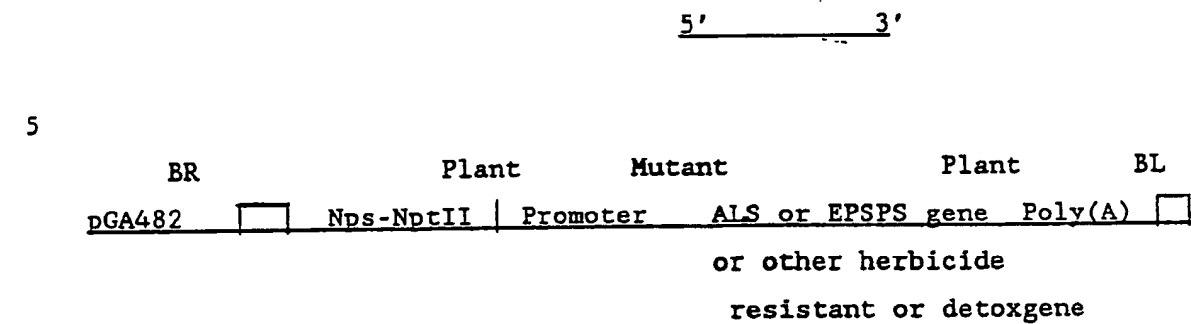 5' 3'
5
BR Plant Mutant Plant BL
pGA482 Nps-NptII Promoter ALS or EPSPS gene Poly(A)
or other herbicide
resistant or detoxgene